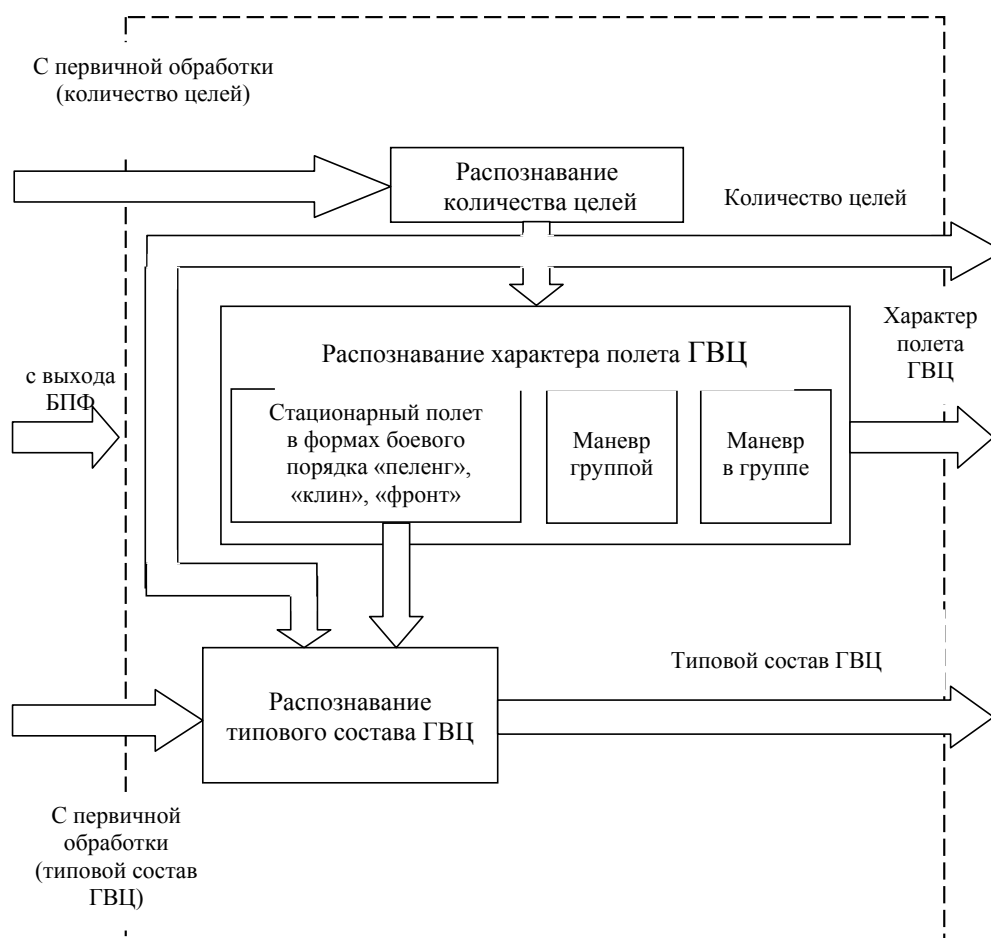 С первичной обработки
(количество целей)
Распознавание
количества целей
Количество целей
Распознавание характера полета ГВЦ
Характер
полета
ГВЦ
с выхода
БПФ
Стационарный полет
в формах боевого
порядка «пеленг»,
«клин», «фронт»
Маневр
группой
Маневр
в группе
Распознавание
типового состава ГВЦ
Типовой состав ГВЦ
С первичной
обработки
(типовой состав
ГВЦ)